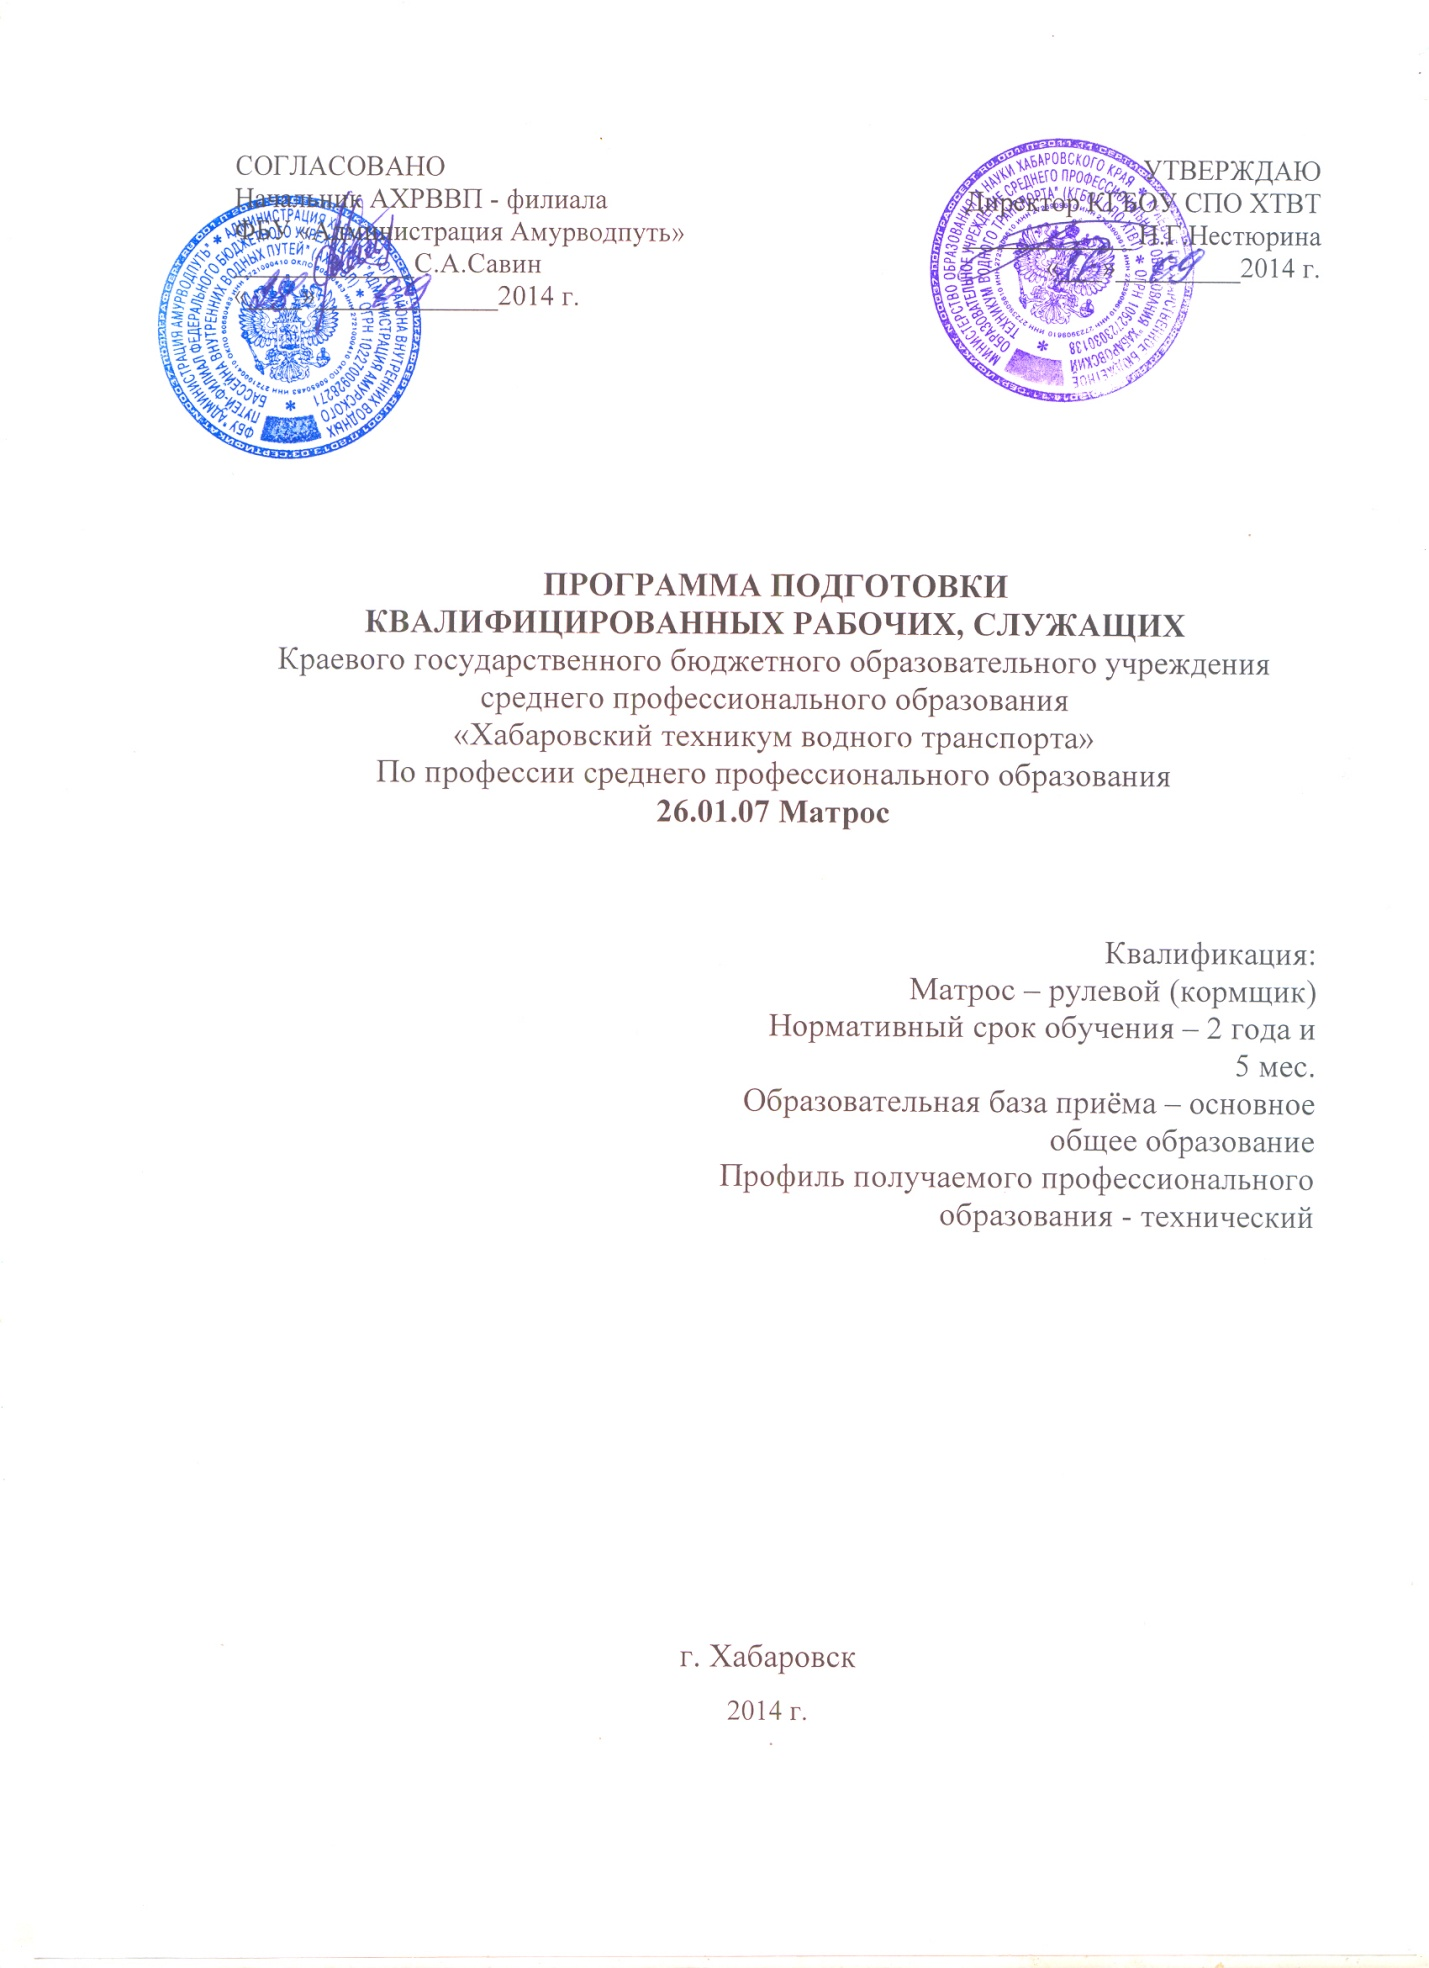 СОГЛАСОВАНО
Начальник АХРВВП - филиала
ФБУ «Администрация Амурводпуть»
С.А.Савин
2014 г.
УТВЕРЖДАЮ
Директор КГБОУ СПО ХТВТ
Н.Г. Нестюрина
2014 г.
ПРОГРАММА ПОДГОТОВКИ
КВАЛИФИЦИРОВАННЫХ РАБОЧИХ, СЛУЖАЩИХ
Краевого государственного бюджетного образовательного учреждения
среднего профессионального образования
«Хабаровский техникум водного транспорта»
По профессии среднего профессионального образования
26.01.07 Матрос
Квалификация:
Матрос – рулевой (кормщик)
Нормативный срок обучения – 2 года и
5 мес.
Образовательная база приёма – основное
общее образование
Профиль получаемого профессионального
образования - технический
г. Хабаровск
2014 г.